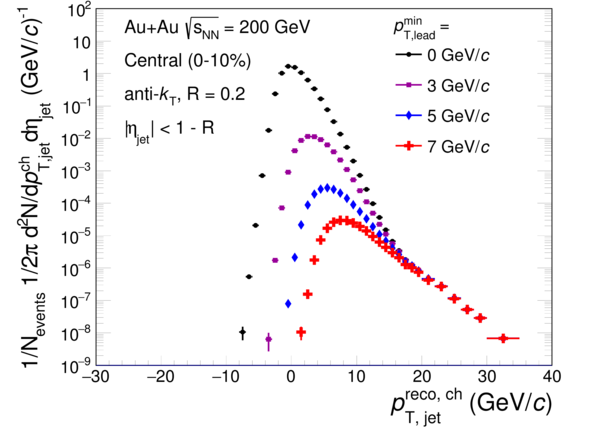 Au+Au √s_NN = 200 GeV
Central (0-10%)
anti-k_T, R = 0.2
|η_jet| < 1 - R
p_T,lead^min =
0 GeV/c
3 GeV/c
5 GeV/c
7 GeV/c
1/N_events 1/2π d²N/dp_T,jet^ch dη_jet (GeV/c)^-1
10²
10
1
10⁻¹
10⁻²
10⁻³
10⁻⁴
10⁻⁵
10⁻⁶
10⁻⁷
10⁻⁸
10⁻⁹
−30 −20 −10 0 10 20 30 40
p_T, jet^reco, ch (GeV/c)